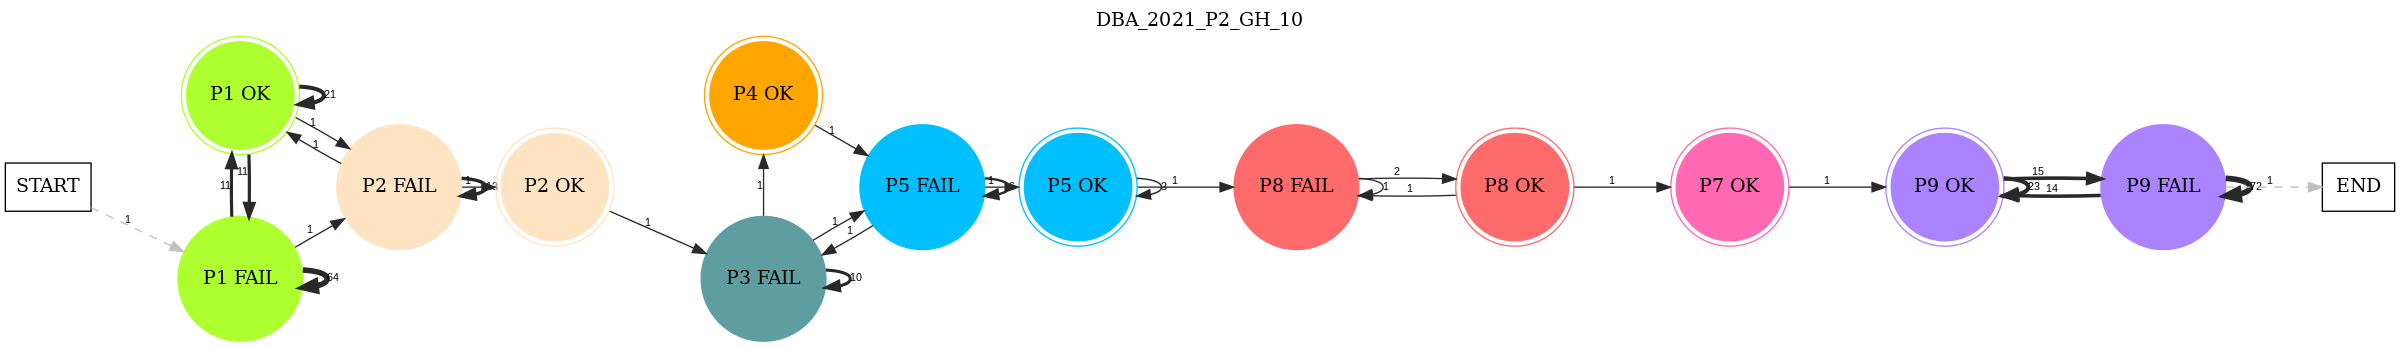 DBA_2021_P2_GH_10
START
1
P1 OK
21
P1 FAIL
64
11
11
1
1
1
P2 FAIL
1
P2 OK
1
P4 OK
1
P3 FAIL
10
1
1
1
P5 FAIL
1
P5 OK
3
1
P8 FAIL
1
2
1
P8 OK
1
P7 OK
1
P9 OK
23
15
14
P9 FAIL
72
1
END